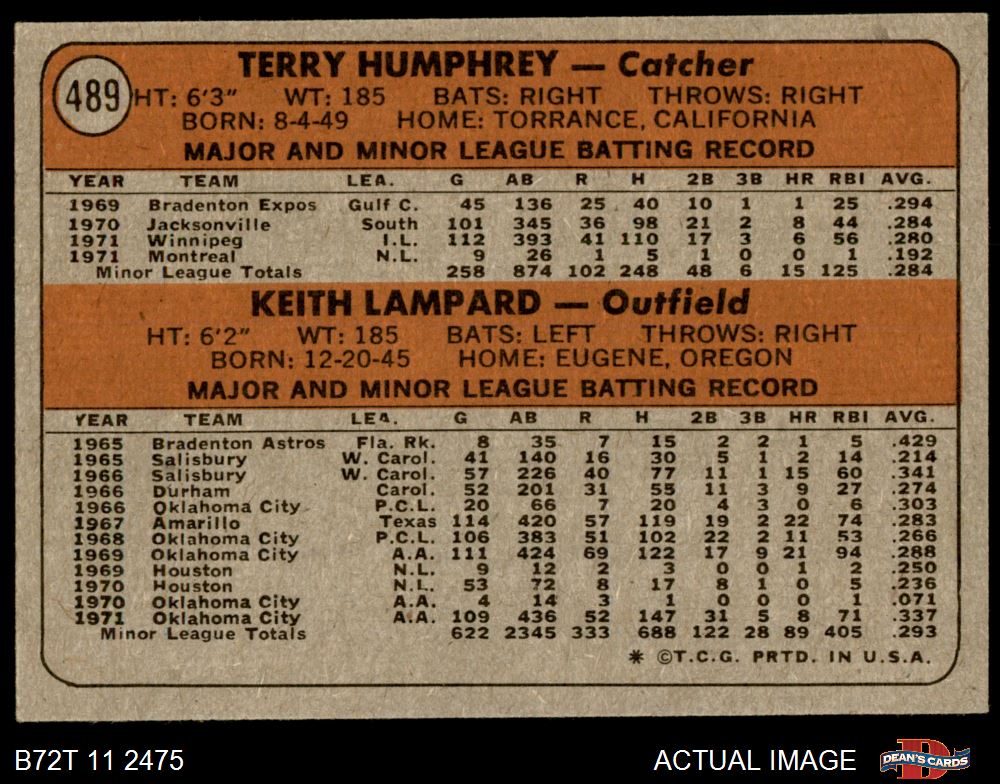 489
TERRY HUMPHREY — Catcher
HT: 6'3" WT: 185 BATS: RIGHT THROWS: RIGHT
BORN: 8-4-49 HOME: TORRANCE, CALIFORNIA
MAJOR AND MINOR LEAGUE BATTING RECORD
YEAR TEAM LEA. G AB R H 2B 3B HR RBI AVG.
1969 Bradenton Expos Gulf C. 45 136 25 40 10 1 1 25 .294
1970 Jacksonville South 101 345 36 98 21 2 8 44 .284
1971 Winnipeg I.L. 112 393 41 110 17 3 6 56 .280
1971 Montreal N.L. 9 26 1 5 1 0 0 1 .192
Minor League Totals 258 874 102 248 48 6 15 125 .284
KEITH LAMPARD — Outfield
HT: 6'2" WT: 185 BATS: LEFT THROWS: RIGHT
BORN: 12-20-45 HOME: EUGENE, OREGON
MAJOR AND MINOR LEAGUE BATTING RECORD
YEAR TEAM LEA. G AB R H 2B 3B HR RBI AVG.
1965 Bradenton Astros Fla. Rk. 8 35 7 15 2 2 1 5 .429
1965 Salisbury W. Carol. 41 140 16 30 5 1 2 14 .214
1966 Salisbury W. Carol. 57 226 40 77 11 1 15 60 .341
1966 Durham Carol. 52 201 31 55 11 3 9 27 .274
1966 Oklahoma City P.C.L. 20 66 7 20 4 3 0 6 .303
1967 Amarillo Texas 114 420 57 119 19 2 22 74 .283
1968 Oklahoma City P.C.L. 106 383 51 102 22 2 11 53 .266
1969 Oklahoma City A.A. 111 424 69 122 17 9 21 94 .288
1969 Houston N.L. 9 12 2 3 0 0 1 2 .250
1970 Houston N.L. 53 72 8 17 8 1 0 5 .236
1970 Oklahoma City A.A. 4 14 3 1 0 0 0 1 .071
1971 Oklahoma City A.A. 109 436 52 147 31 5 8 71 .337
Minor League Totals 622 2345 333 688 122 28 89 405 .293
* ©T.C.G. PRTD. IN U.S.A.
B72T 11 2475 ACTUAL IMAGE DEAN'S CARDS